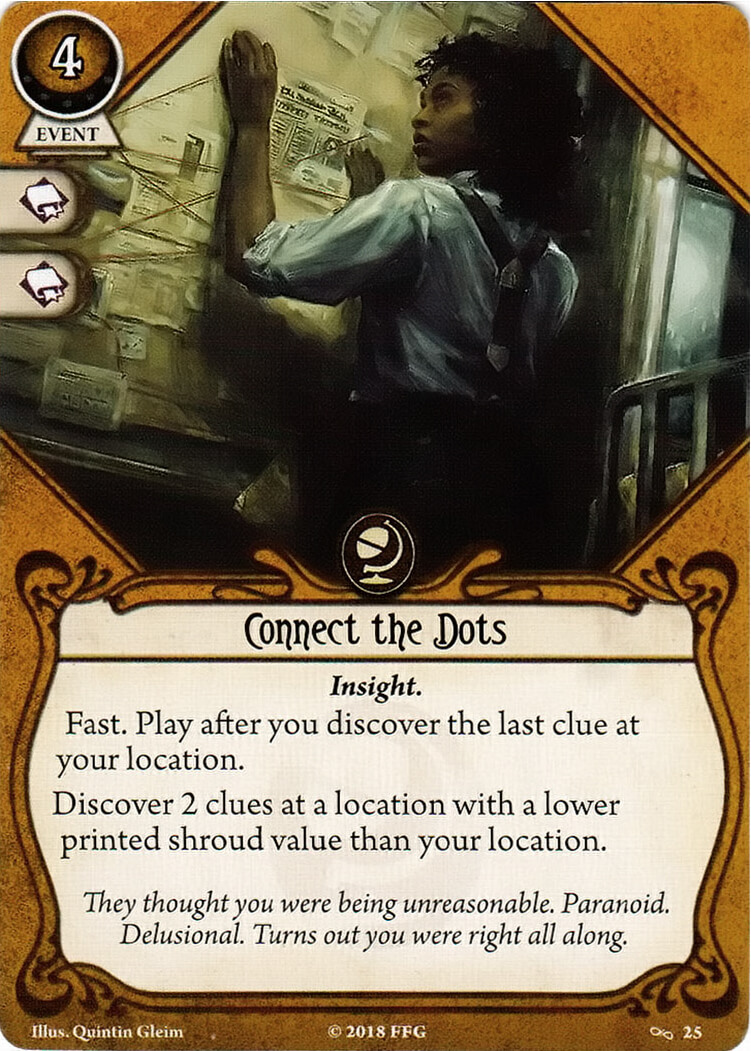 4
EVENT
Connect the Dots
Insight.
Fast. Play after you discover the last clue at
your location.
Discover 2 clues at a location with a lower
printed shroud value than your location.
They thought you were being unreasonable. Paranoid.
Delusional. Turns out you were right all along.
Illus. Quintin Gleim
© 2018 FFG
25